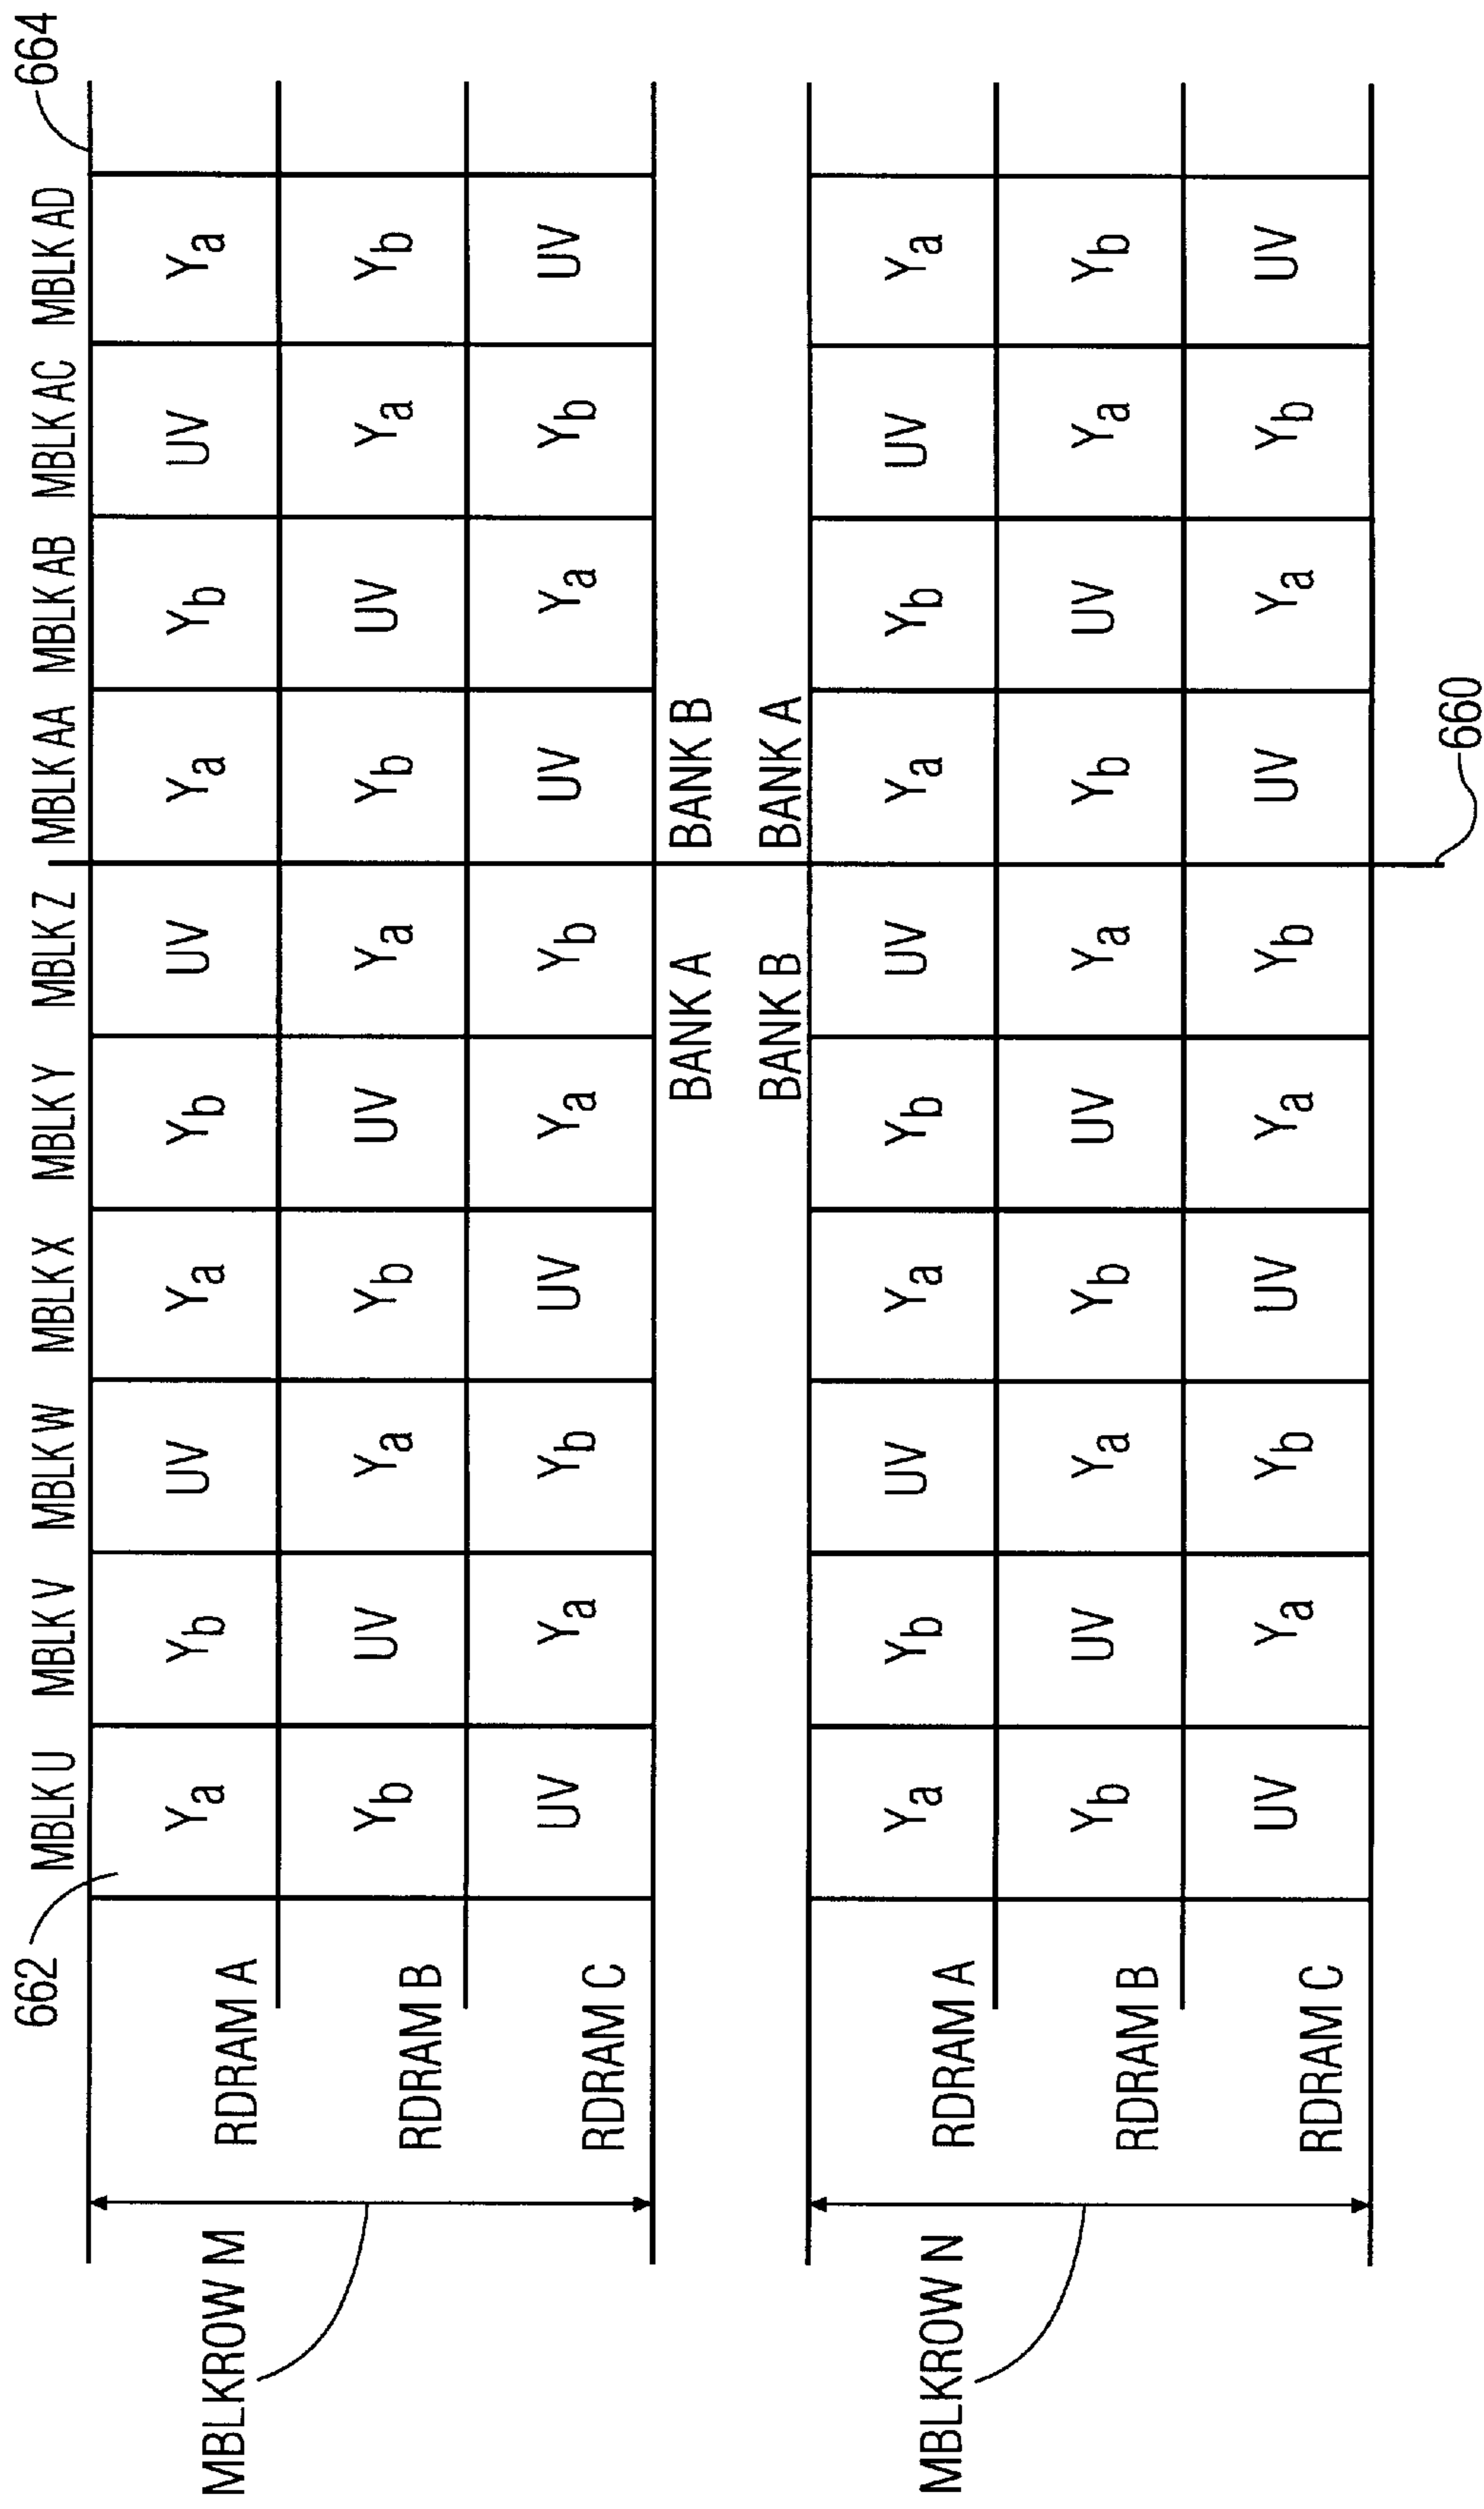 662
664
MBLK U MBLK V MBLK W MBLK X MBLK Y MBLK Z MBLK AA MBLK AB MBLK AC MBLK AD
RDRAM A Ya Yb UV Ya Yb UV Ya Yb UV Ya
MBLKROW M
RDRAM B Yb UV Ya Yb UV Ya Yb UV Ya Yb
RDRAM C UV Ya Yb UV Ya Yb UV Ya Yb UV
BANK A BANK B
BANK B BANK A
RDRAM A Ya Yb UV Ya Yb UV Ya Yb UV Ya
MBLKROW N
RDRAM B Yb UV Ya Yb UV Ya Yb UV Ya Yb
RDRAM C UV Ya Yb UV Ya Yb UV Ya Yb UV
660